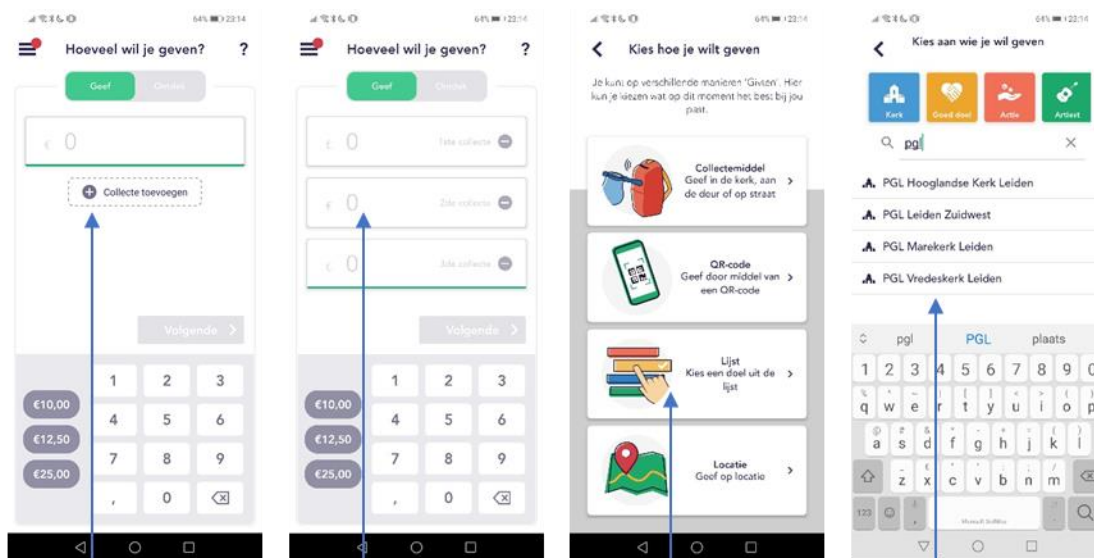 64% 23:14
Hoeveel wil je geven? ?
Geef Ontdek
€ 0
Collecte toevoegen
Volgende
€10,00
€12,50
€25,00
1 2 3
4 5 6
7 8 9
, 0
64% 23:14
Hoeveel wil je geven? ?
Geef Ontdek
€ 0 1ste collecte
€ 0 2de collecte
€ 0 3de collecte
Volgende
€10,00
€12,50
€25,00
1 2 3
4 5 6
7 8 9
, 0
64% 23:14
Kies hoe je wilt geven
Je kunt op verschillende manieren 'Givten'. Hier
kun je kiezen wat op dit moment het best bij jou
past.
Collectemiddel
Geef in de kerk, aan
de deur of op straat
QR-code
Geef door middel van
een QR-code
Lijst
Kies een doel uit de
lijst
Locatie
Geef op locatie
64% 23:14
Kies aan wie je wil geven
Kerk Goed doel Actie Artiest
pgl
PGL Hooglandse Kerk Leiden
PGL Leiden Zuidwest
PGL Marekerk Leiden
PGL Vredeskerk Leiden
pgl PGL plaats
1 2 3 4 5 6 7 8 9 0
q w e r t y u i o p
a s d f g h j k l
z x c v b n m
123 ,